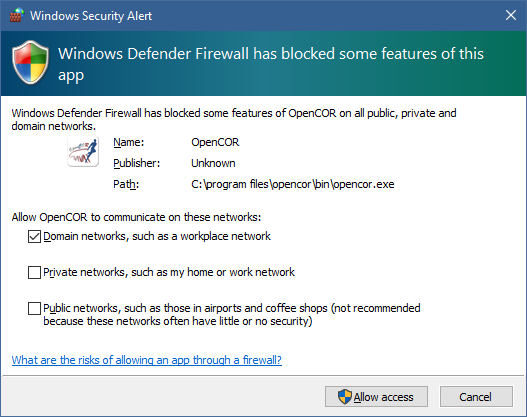 Windows Security Alert
Windows Defender Firewall has blocked some features of this
app
Windows Defender Firewall has blocked some features of OpenCOR on all public, private and
domain networks.
Name: OpenCOR
Publisher: Unknown
Path: C:\program files\opencor\bin\opencor.exe
Allow OpenCOR to communicate on these networks:
Domain networks, such as a workplace network
Private networks, such as my home or work network
Public networks, such as those in airports and coffee shops (not recommended
because these networks often have little or no security)
What are the risks of allowing an app through a firewall?
Allow access Cancel